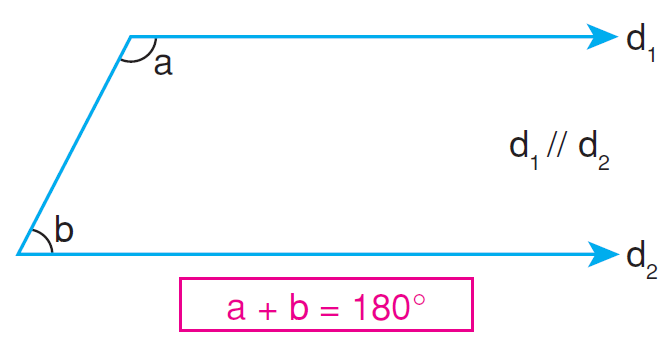 d₁
a
d₁ // d₂
b
d₂
a + b = 180°